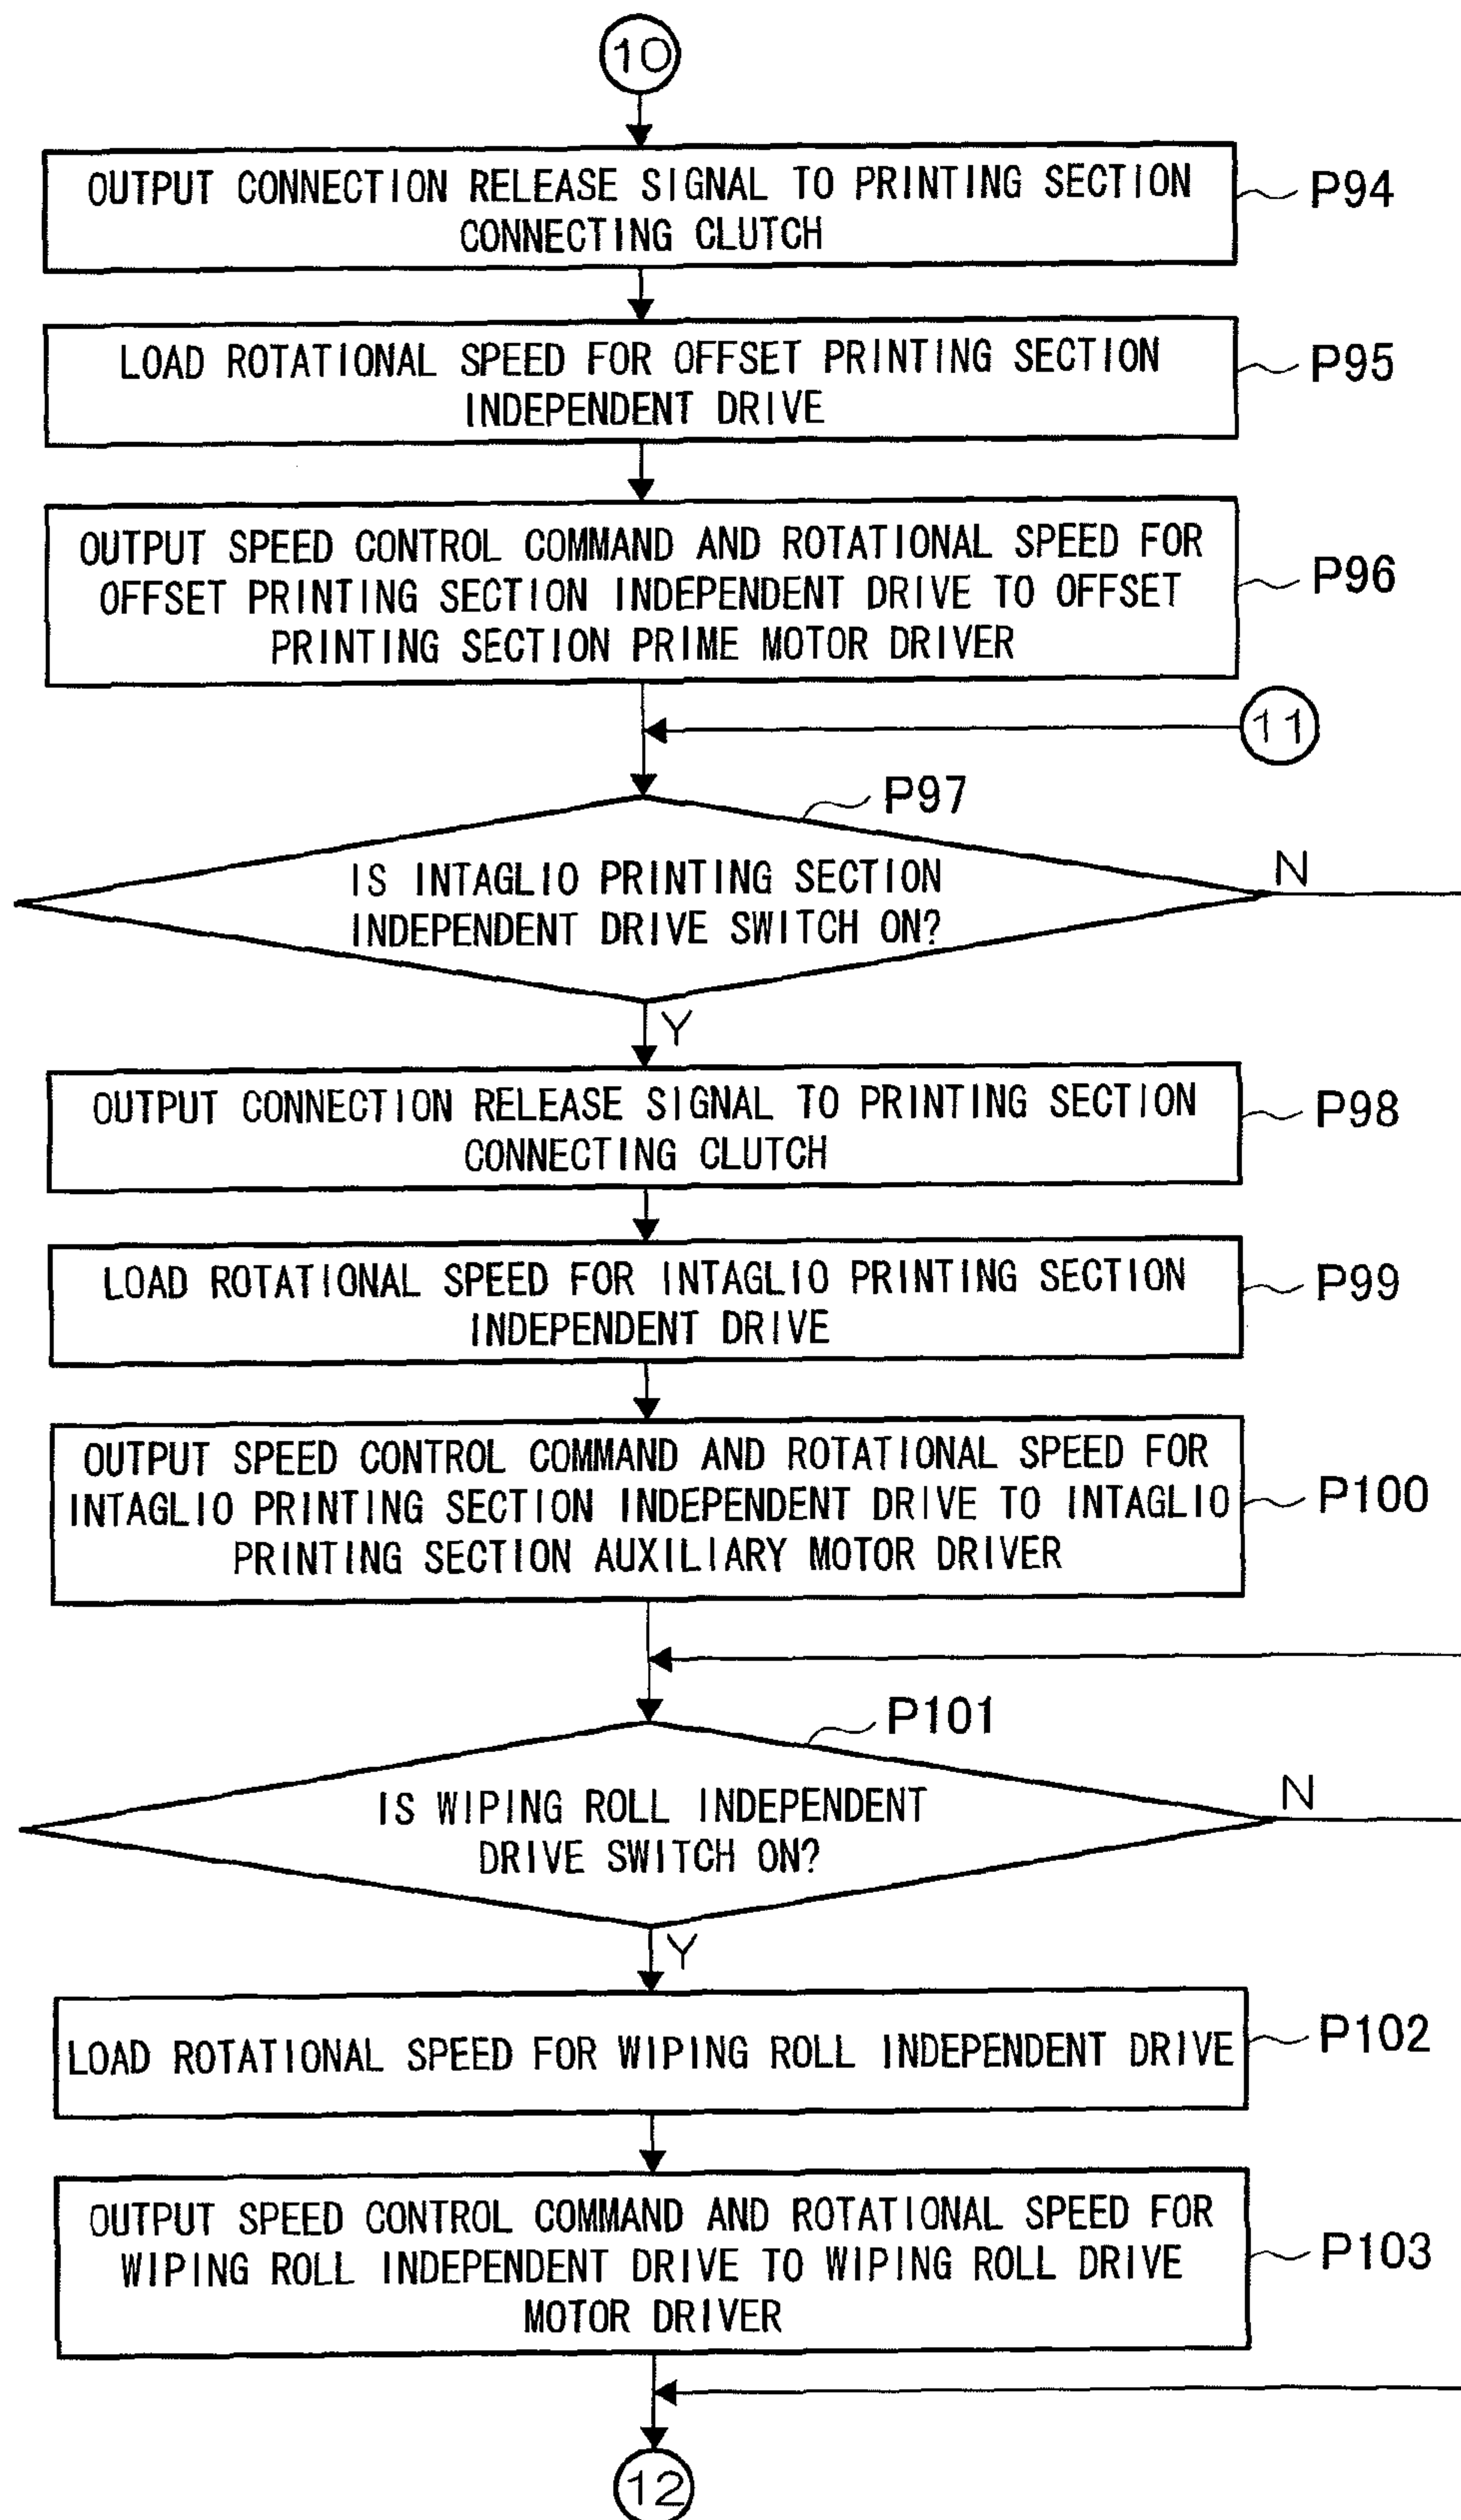 10
OUTPUT CONNECTION RELEASE SIGNAL TO PRINTING SECTION
CONNECTING CLUTCH
P94
LOAD ROTATIONAL SPEED FOR OFFSET PRINTING SECTION
INDEPENDENT DRIVE
P95
OUTPUT SPEED CONTROL COMMAND AND ROTATIONAL SPEED FOR
OFFSET PRINTING SECTION INDEPENDENT DRIVE TO OFFSET
PRINTING SECTION PRIME MOTOR DRIVER
P96
11
P97
IS INTAGLIO PRINTING SECTION
INDEPENDENT DRIVE SWITCH ON?
N
Y
OUTPUT CONNECTION RELEASE SIGNAL TO PRINTING SECTION
CONNECTING CLUTCH
P98
LOAD ROTATIONAL SPEED FOR INTAGLIO PRINTING SECTION
INDEPENDENT DRIVE
P99
OUTPUT SPEED CONTROL COMMAND AND ROTATIONAL SPEED FOR
INTAGLIO PRINTING SECTION INDEPENDENT DRIVE TO INTAGLIO
PRINTING SECTION AUXILIARY MOTOR DRIVER
P100
P101
IS WIPING ROLL INDEPENDENT
DRIVE SWITCH ON?
N
Y
LOAD ROTATIONAL SPEED FOR WIPING ROLL INDEPENDENT DRIVE
P102
OUTPUT SPEED CONTROL COMMAND AND ROTATIONAL SPEED FOR
WIPING ROLL INDEPENDENT DRIVE TO WIPING ROLL DRIVE
MOTOR DRIVER
P103
12